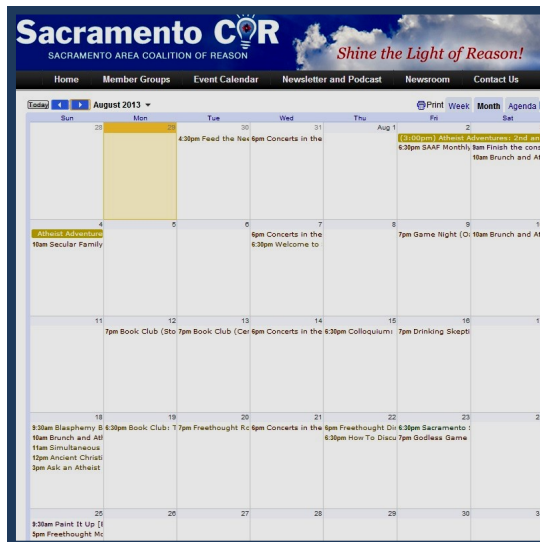 Sacramento COR
SACRAMENTO AREA COALITION OF REASON
Shine the Light of Reason!
Home Member Groups Event Calendar Newsletter and Podcast Newsroom Contact Us
Today August 2013 Print Week Month Agenda
Sun Mon Tue Wed Thu Fri Sat
28 29 30 31 Aug 1 2
4:30pm Feed the Nee 6pm Concerts in the (3:00pm) Atheist Adventures: 2nd an
6:30pm SAAF Monthly 9am Finish the cons
10am Brunch and At
4 5 6 7 8 9 1
Atheist Adventure 6pm Concerts in the 7pm Game Night (O 10am Brunch and At
10am Secular Family 6:30pm Welcome to
11 12 13 14 15 16 1
7pm Book Club (Sto 7pm Book Club (Cer 6pm Concerts in the 6:30pm Colloquium: 7pm Drinking Skepti
18 19 20 21 22 23 2
9:30am Blasphemy B 6:30pm Book Club: T 7pm Freethought Ro 6pm Concerts in the 6pm Freethought Din 6:30pm Sacramento
10am Brunch and Ath 6:30pm How To Discu 7pm Godless Game
11am Simultaneous
12pm Ancient Christi
3pm Ask an Atheist
25 26 27 28 29 30 3
9:30am Paint It Up [E
5pm Freethought Mo